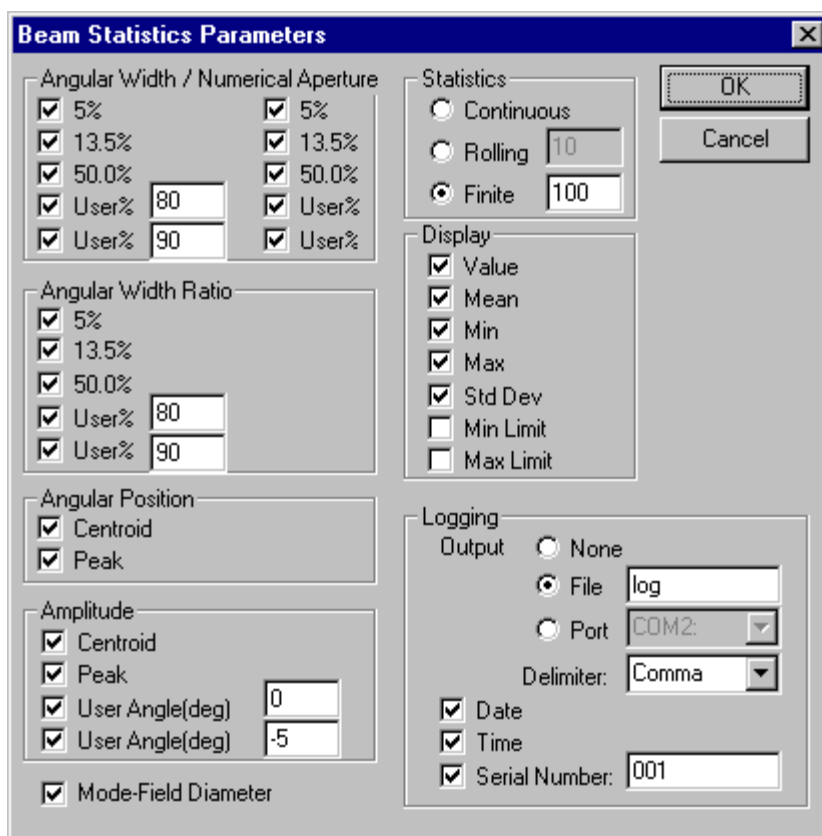 Beam Statistics Parameters
Angular Width / Numerical Aperture
5% 5%
13.5% 13.5%
50.0% 50.0%
User% 80 User%
User% 90 User%
Angular Width Ratio
5%
13.5%
50.0%
User% 80
User% 90
Angular Position
Centroid
Peak
Amplitude
Centroid
Peak
User Angle(deg) 0
User Angle(deg) -5
Mode-Field Diameter
Statistics
Continuous
Rolling 10
Finite 100
Display
Value
Mean
Min
Max
Std Dev
Min Limit
Max Limit
Logging
Output None
File log
Port COM2:
Delimiter: Comma
Date
Time
Serial Number: 001
OK
Cancel